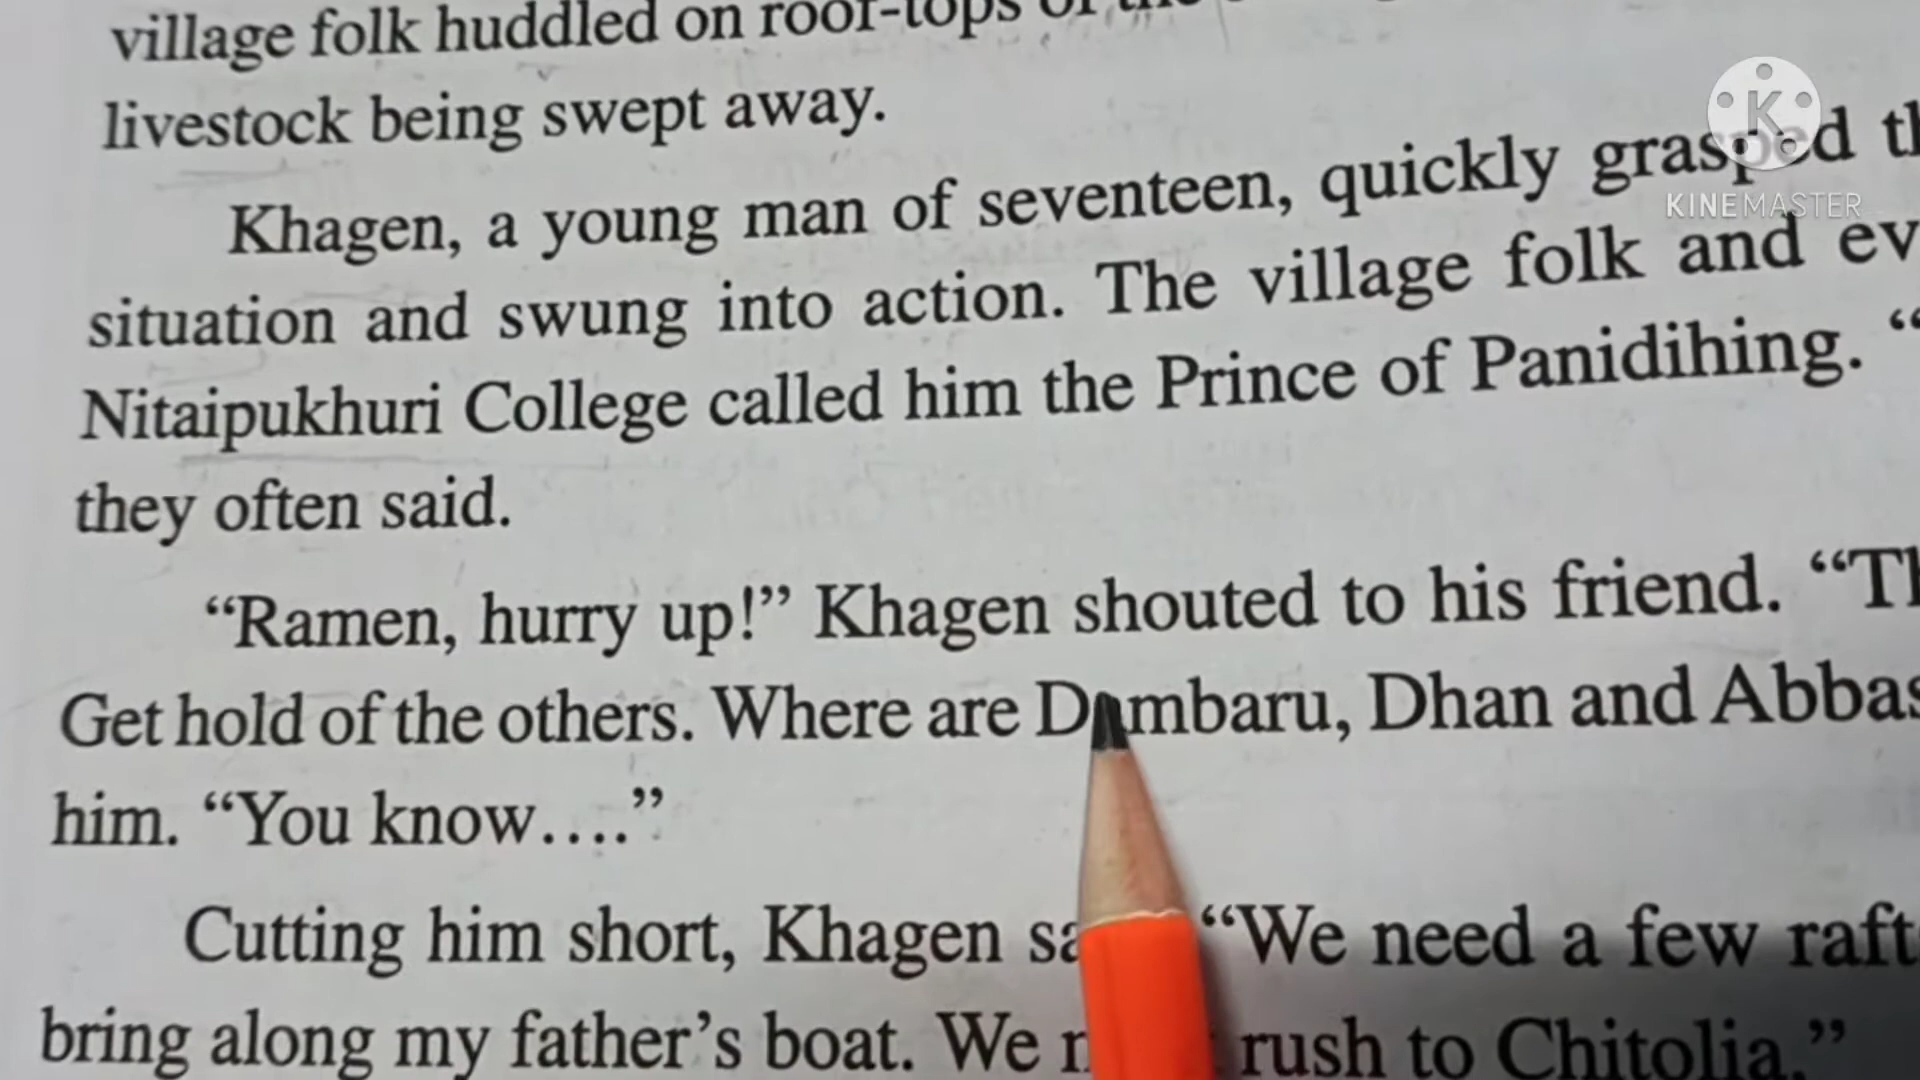 village folk huddled on roof-tops of the
livestock being swept away.
Khagen, a young man of seventeen, quickly grasped
situation and swung into action. The village folk and
Nitaipukhuri College called him the Prince of Panidihing. “
they often said.
“Ramen, hurry up!” Khagen shouted to his friend. “
Get hold of the others. Where are Dambaru, Dhan and Abbas
him. “You know....”
Cutting him short, Khagen “We need a few
bring along my father’s boat. We rush to Chitolia.”
K
KINEMASTER